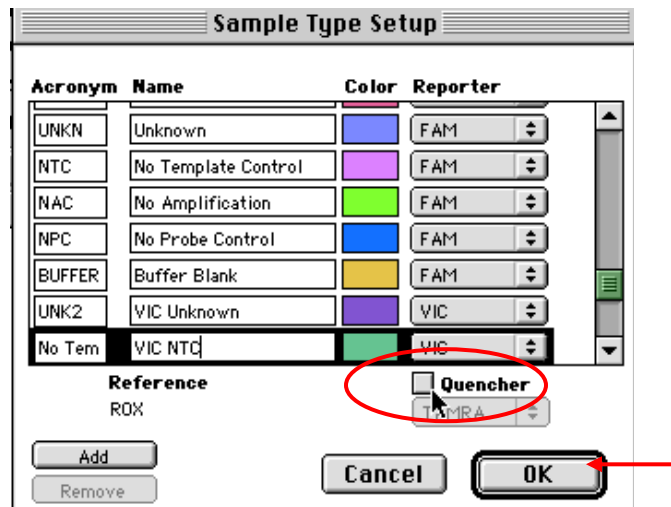 Sample Type Setup
Acronym Name Color Reporter
UNKN Unknown FAM
NTC No Template Control FAM
NAC No Amplification FAM
NPC No Probe Control FAM
BUFFER Buffer Blank FAM
UNK2 VIC Unknown VIC
No Tem VIC NTC VIC
Reference Quencher
ROX TAMRA
Add
Cancel OK
Remove